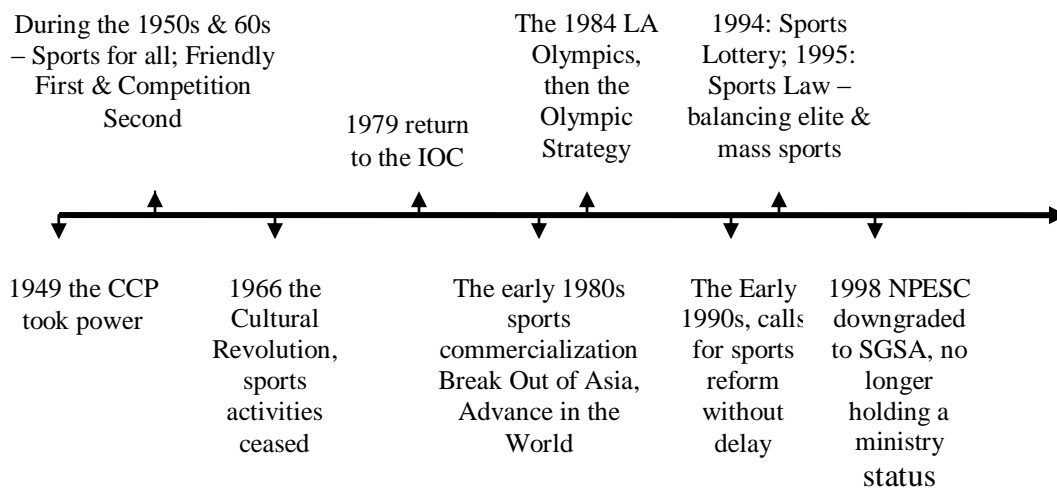 During the 1950s & 60s
– Sports for all; Friendly
First & Competition
Second
1979 return
to the IOC
The 1984 LA
Olympics,
then the
Olympic
Strategy
1994: Sports
Lottery; 1995:
Sports Law –
balancing elite &
mass sports
1949 the CCP
took power
1966 the
Cultural
Revolution,
sports
activities
ceased
The early 1980s
sports
commercialization
Break Out of Asia,
Advance in the
World
The Early
1990s, calls
for sports
reform
without
delay
1998 NPESC
downgraded
to SGSA, no
longer
holding a
ministry
status